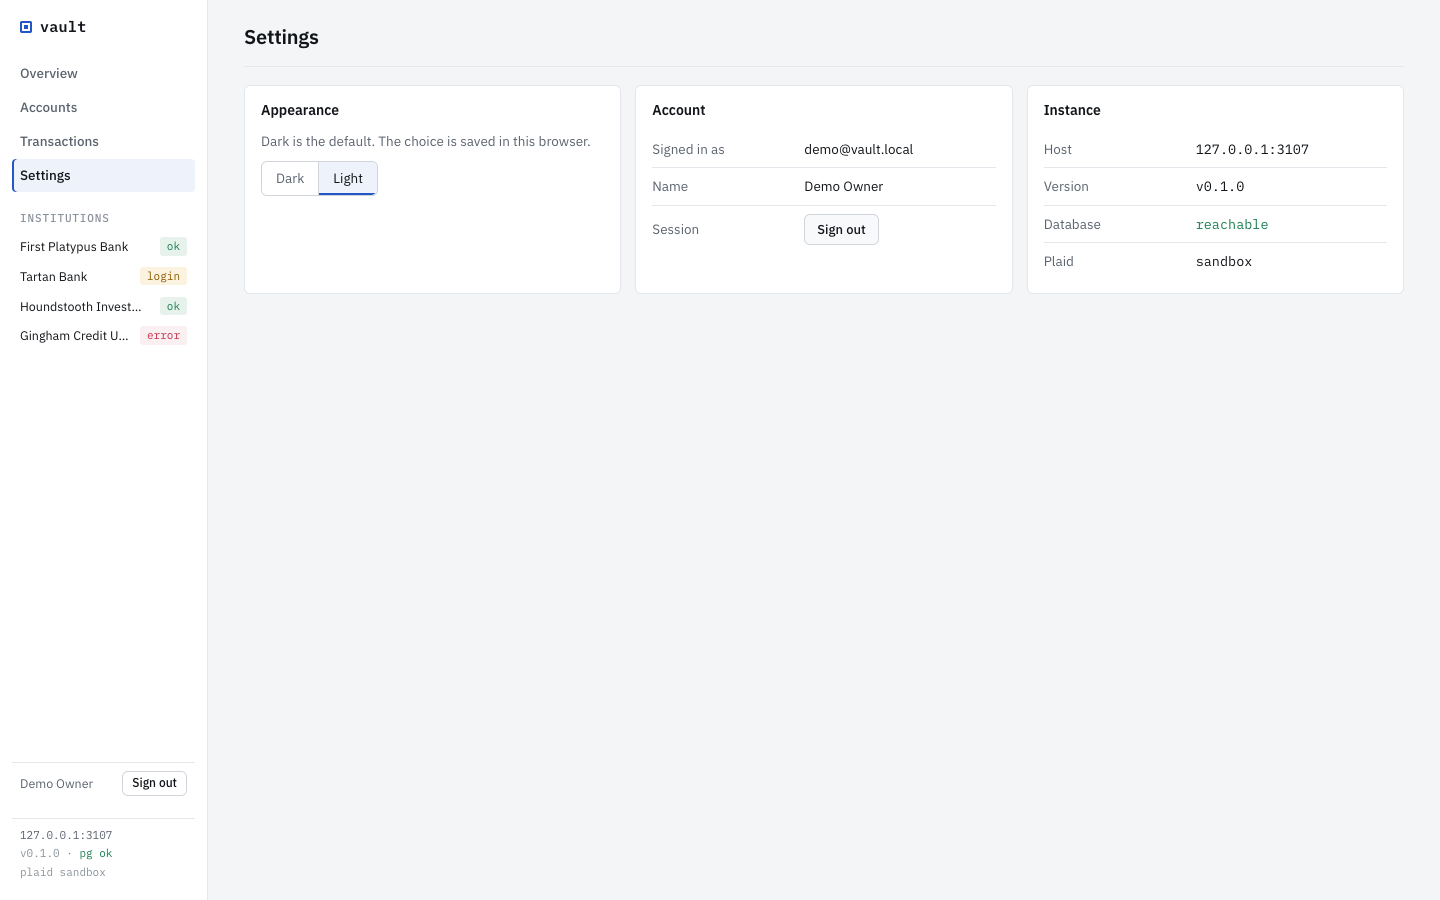 vault
Overview
Accounts
Transactions
Settings
INSTITUTIONS
First Platypus Bank ok
Tartan Bank login
Houndstooth Invest... ok
Gingham Credit U... error
Demo Owner Sign out
127.0.0.1:3107
v0.1.0 · pg ok
plaid sandbox
Settings
Appearance
Dark is the default. The choice is saved in this browser.
Dark Light
Account
Signed in as demo@vault.local
Name Demo Owner
Session Sign out
Instance
Host 127.0.0.1:3107
Version v0.1.0
Database reachable
Plaid sandbox